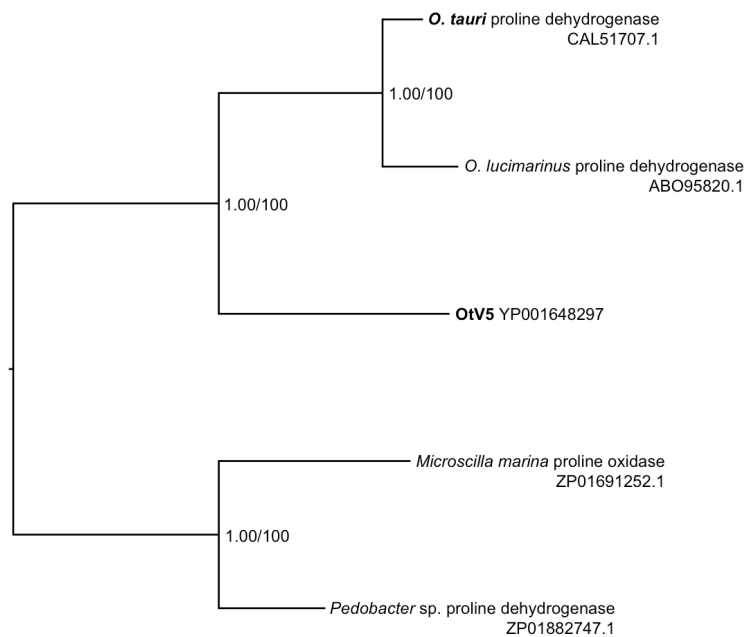 O. tauri proline dehydrogenase
CAL51707.1
1.00/100
O. lucimarinus proline dehydrogenase
ABO95820.1
1.00/100
OtV5 YP001648297
Microscilla marina proline oxidase
ZP01691252.1
1.00/100
Pedobacter sp. proline dehydrogenase
ZP01882747.1